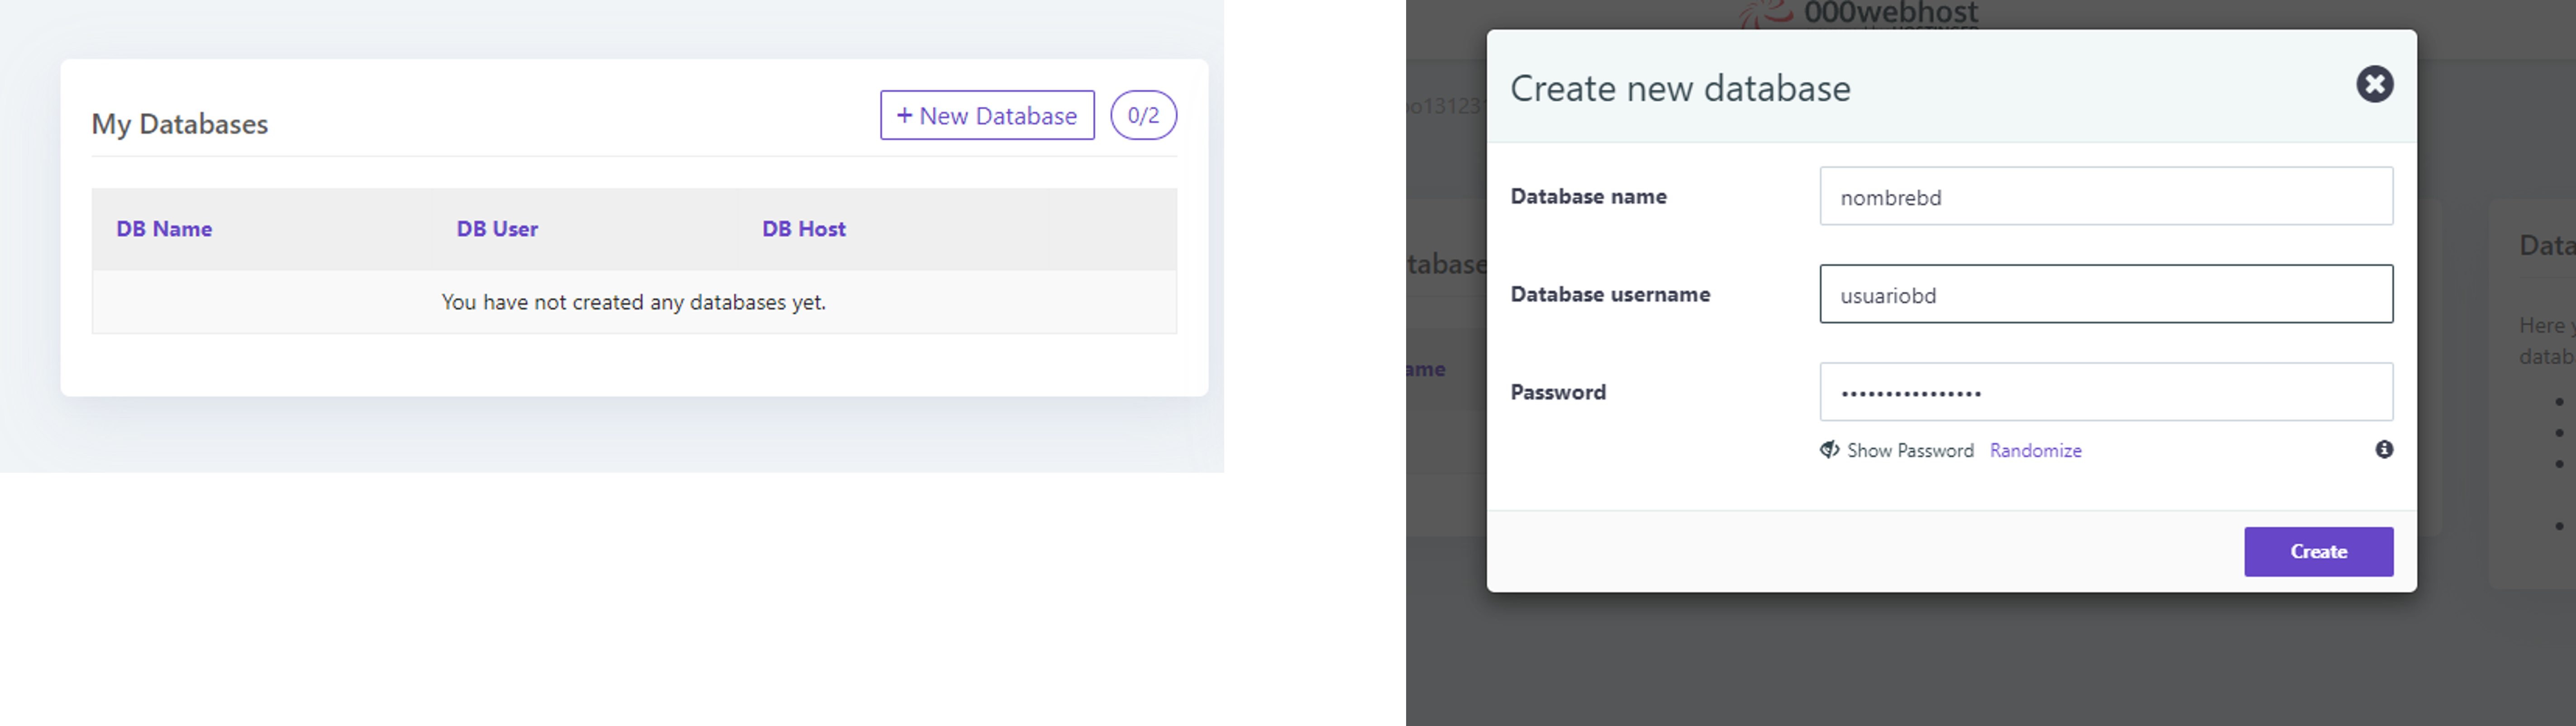 My Databases
+ New Database
0/2
DB Name DB User DB Host
You have not created any databases yet.
000webhost
Create new database
Database name
nombrebd
Database username
usuariobd
Password
••••••••••••••••
Show Password Randomize
Create
tabase
ame
Data
Here
datab